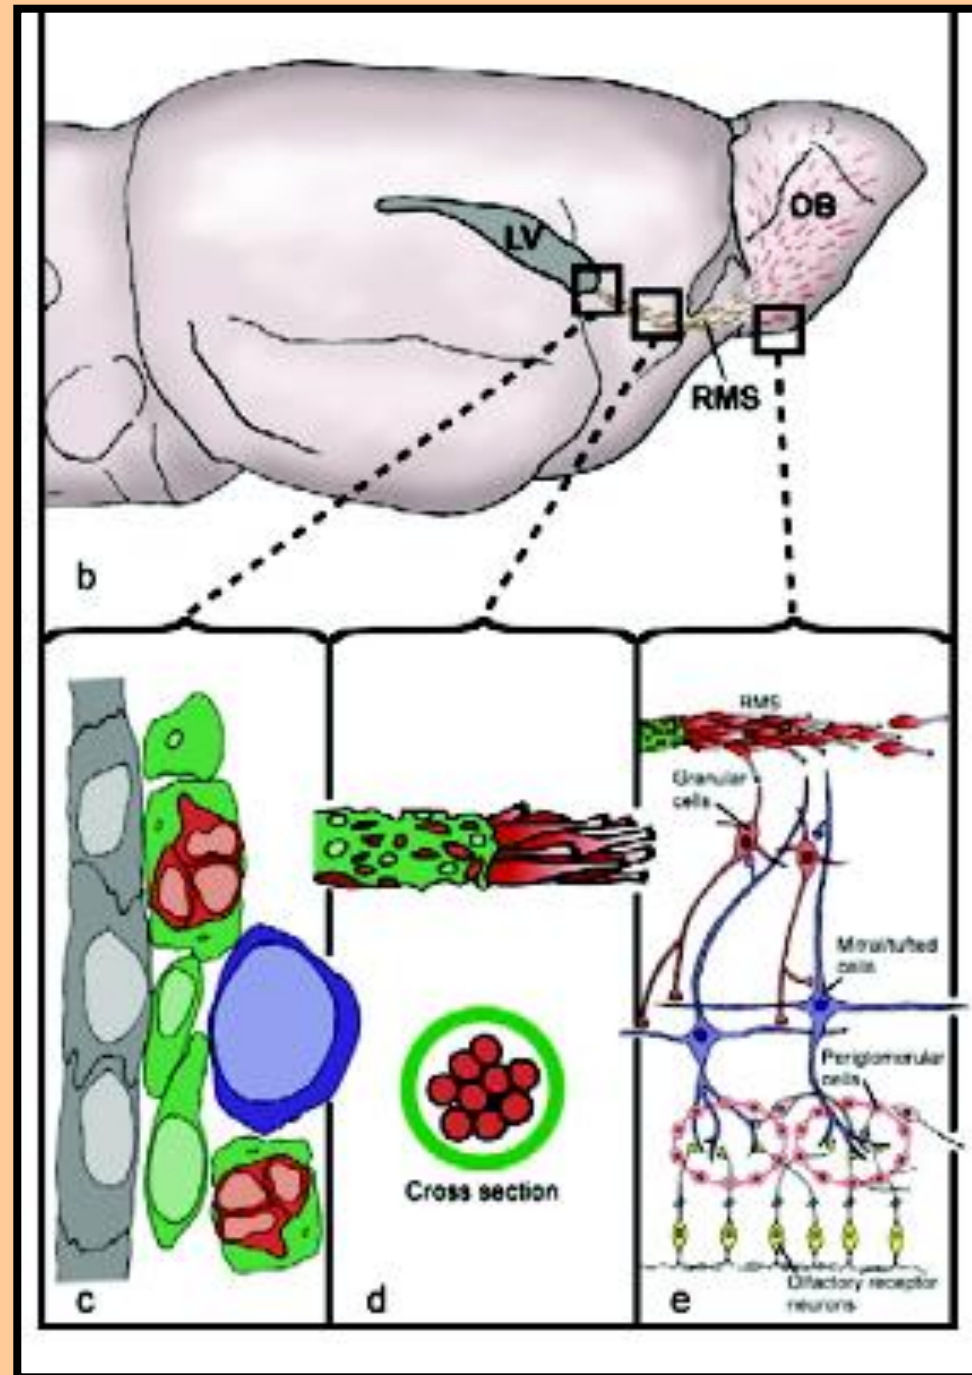 LV
OB
RMS
b
RMS
Granular
cells
Mitral/tufted
cells
Periglomerular
cells
Cross section
Olfactory receptor
neurons
c
d
e